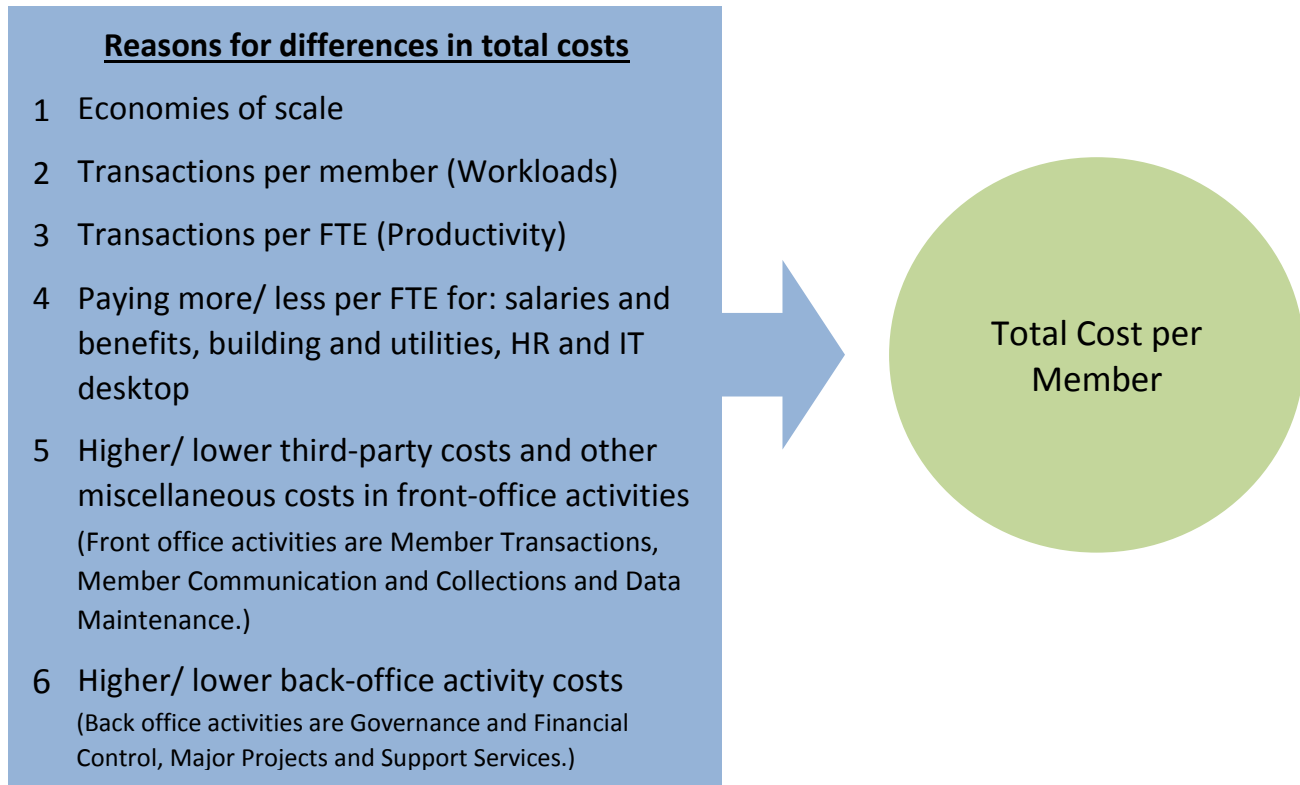 Reasons for differences in total costs
1 Economies of scale
2 Transactions per member (Workloads)
3 Transactions per FTE (Productivity)
4 Paying more/ less per FTE for: salaries and
benefits, building and utilities, HR and IT
desktop
5 Higher/ lower third-party costs and other
miscellaneous costs in front-office activities
(Front office activities are Member Transactions,
Member Communication and Collections and Data
Maintenance.)
6 Higher/ lower back-office activity costs
(Back office activities are Governance and Financial
Control, Major Projects and Support Services.)
Total Cost per
Member